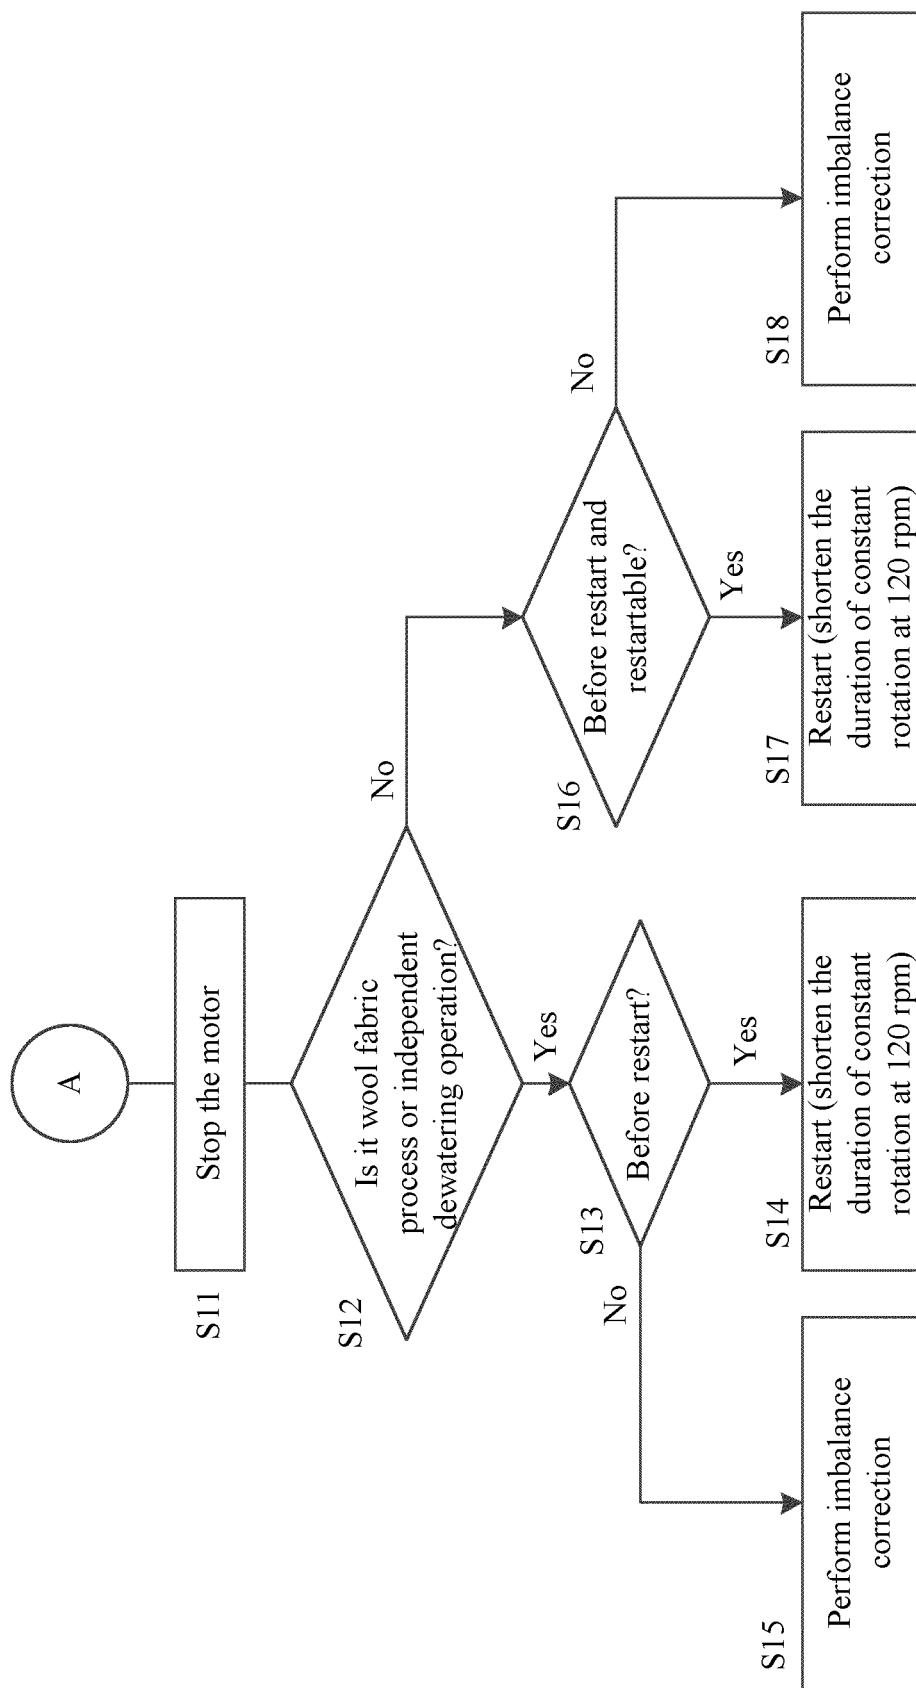 A
S11
Stop the motor
S12
Is it wool fabric
process or independent
dewatering operation?
Yes
No
S13
Before restart?
No
Yes
S16
Before restart and
restartable?
No
Yes
S15
Perform imbalance
correction
S14
Restart (shorten the
duration of constant
rotation at 120 rpm)
S17
Restart (shorten the
duration of constant
rotation at 120 rpm)
S18
Perform imbalance
correction